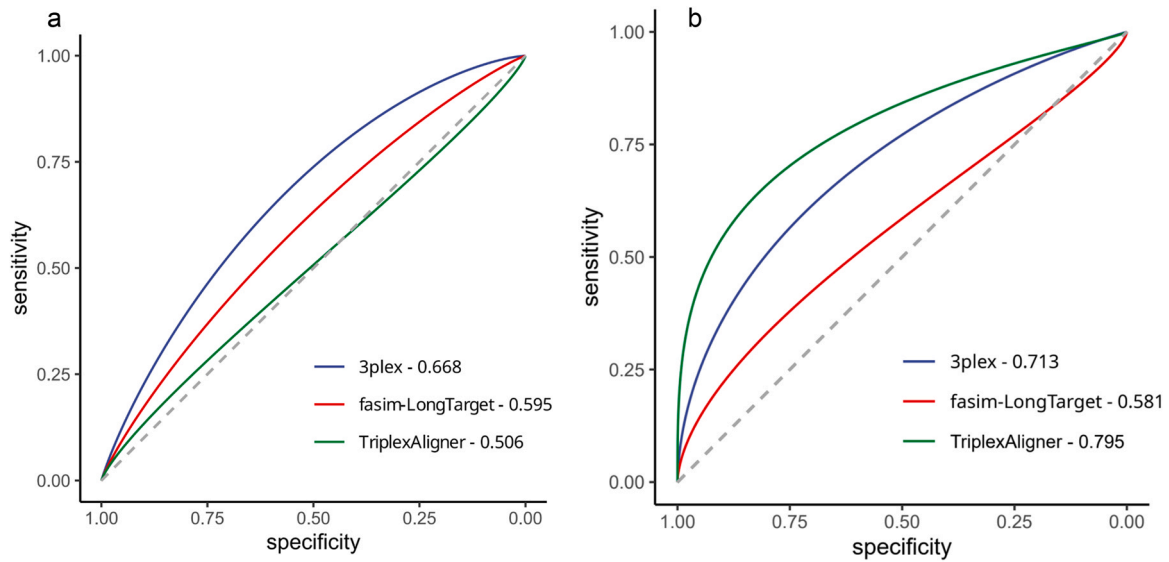 a
1.00
0.75
0.50
0.25
0.00
sensitivity
3plex - 0.668
fasim-LongTarget - 0.595
TriplexAligner - 0.506
1.00 0.75 0.50 0.25 0.00
specificity
b
1.00
0.75
0.50
0.25
0.00
sensitivity
3plex - 0.713
fasim-LongTarget - 0.581
TriplexAligner - 0.795
1.00 0.75 0.50 0.25 0.00
specificity